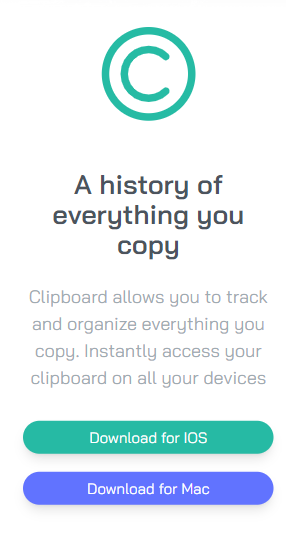 A history of
everything you
copy
Clipboard allows you to track
and organize everything you
copy. Instantly access your
clipboard on all your devices
Download for IOS
Download for Mac